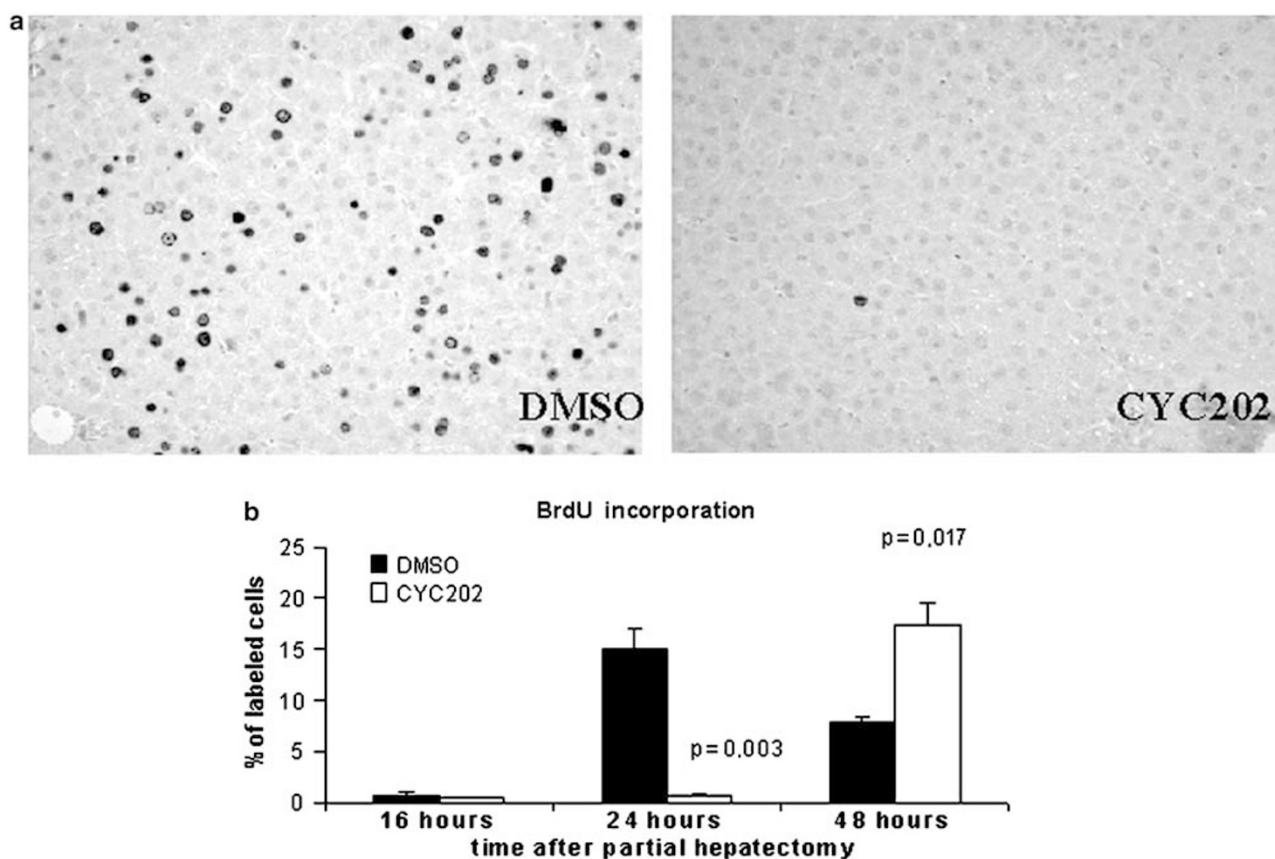 a
DMSO
CYC202
b
BrdU incorporation
p=0,017
25
DMSO
CYC202
20
15
10
p=0,003
5
0
% of labeled cells
16 hours
24 hours
48 hours
time after partial hepatectomy